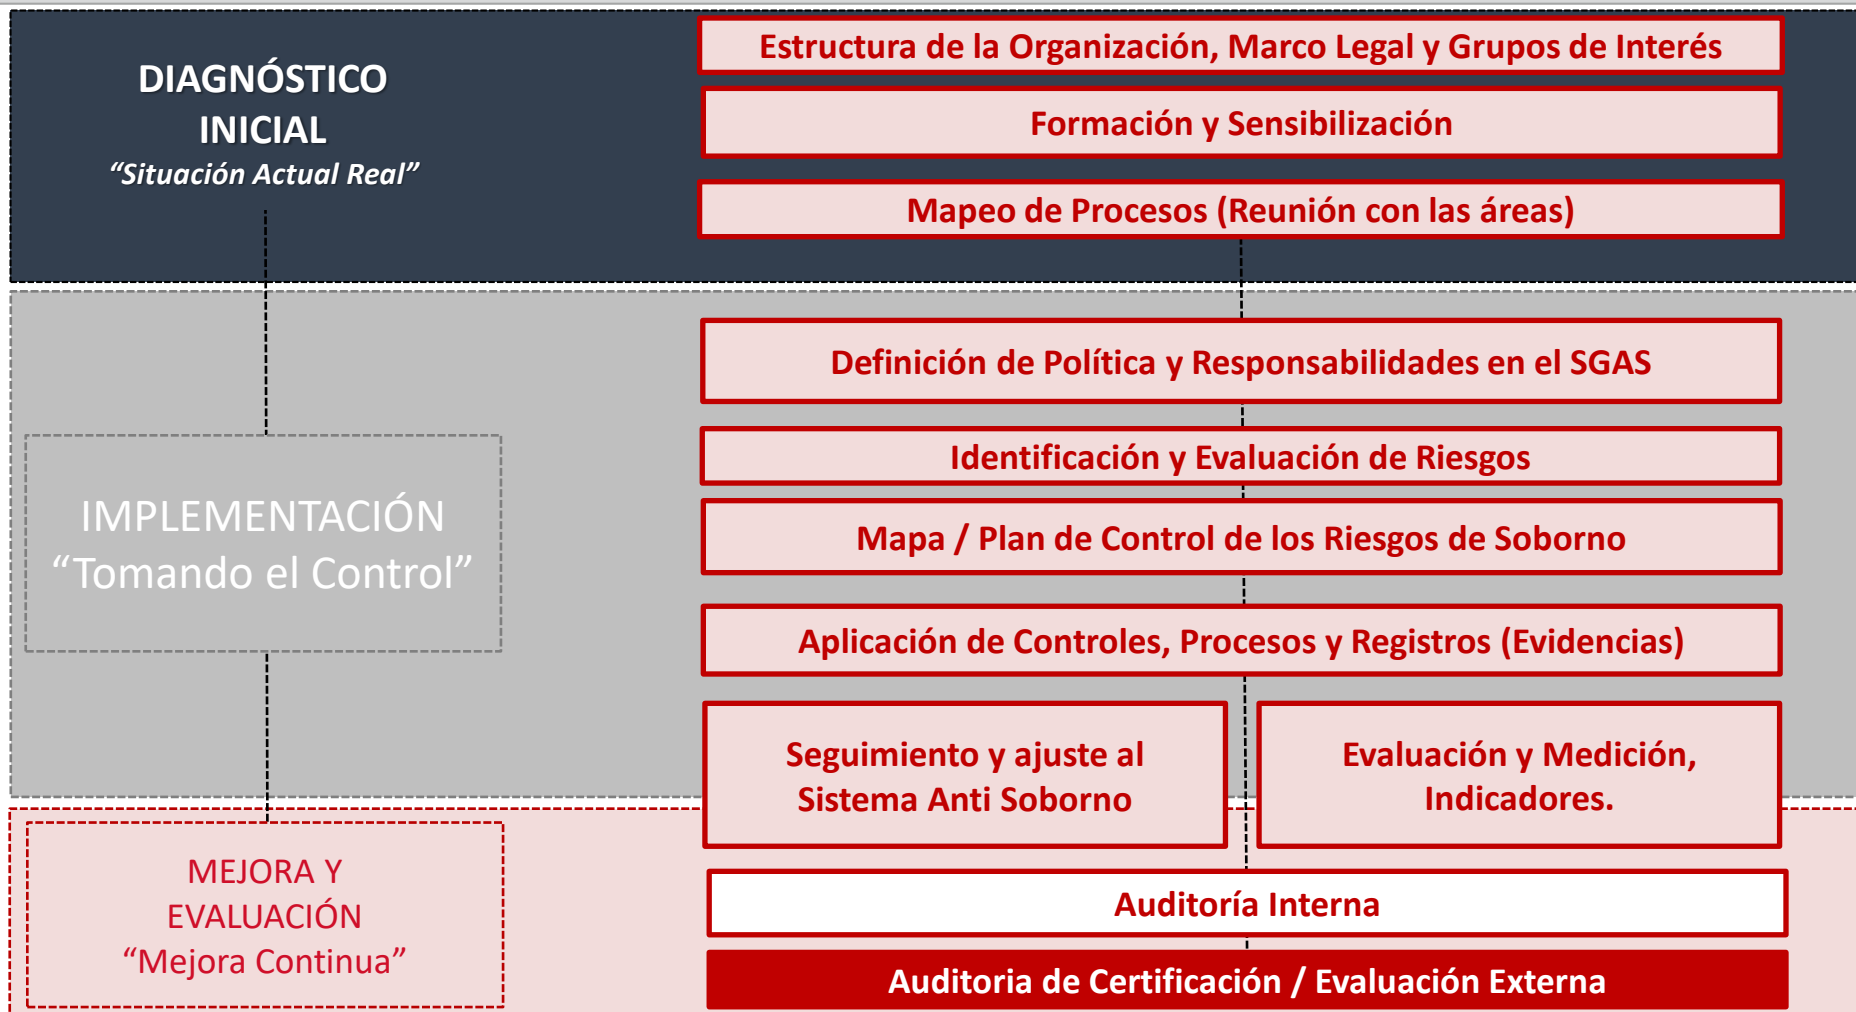 DIAGNÓSTICO
INICIAL
“Situación Actual Real”
Estructura de la Organización, Marco Legal y Grupos de Interés
Formación y Sensibilización
Mapeo de Procesos (Reunión con las áreas)
IMPLEMENTACIÓN
“Tomando el Control”
Definición de Política y Responsabilidades en el SGAS
Identificación y Evaluación de Riesgos
Mapa / Plan de Control de los Riesgos de Soborno
Aplicación de Controles, Procesos y Registros (Evidencias)
Seguimiento y ajuste al
Sistema Anti Soborno
Evaluación y Medición,
Indicadores.
MEJORA Y
EVALUACIÓN
“Mejora Continua”
Auditoría Interna
Auditoria de Certificación / Evaluación Externa